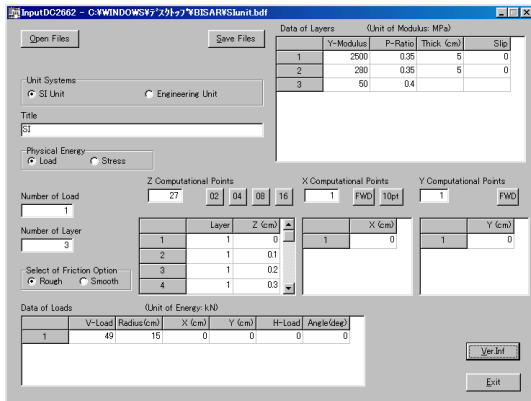 InputDC2662 - C:¥WINDOWS¥ﾃﾞｽｸﾄｯﾌﾟ¥BISAR¥SIunit.bdf
Open Files
Save Files
Data of Layers (Unit of Modulus: MPa)
Y-Modulus P-Ratio Thick (cm) Slip
1 2500 0.35 5 0
2 280 0.35 5 0
3 50 0.4
Unit Systems
SI Unit Engineering Unit
Title
SI
Physical Energy
Load Stress
Number of Load
1
Number of Layer
3
Select of Friction Option
Rough Smooth
Z Computational Points
27 02 04 08 16
Layer Z (cm)
1 1 0
2 1 0.1
3 1 0.2
4 1 0.3
X Computational Points
1 FWD 10pt
X (cm)
1 0
Y Computational Points
1 FWD
Y (cm)
1 0
Data of Loads (Unit of Energy: kN)
V-Load Radius(cm) X (cm) Y (cm) H-Load Angle(deg)
1 49 15 0 0 0 0
Ver.Inf
Exit